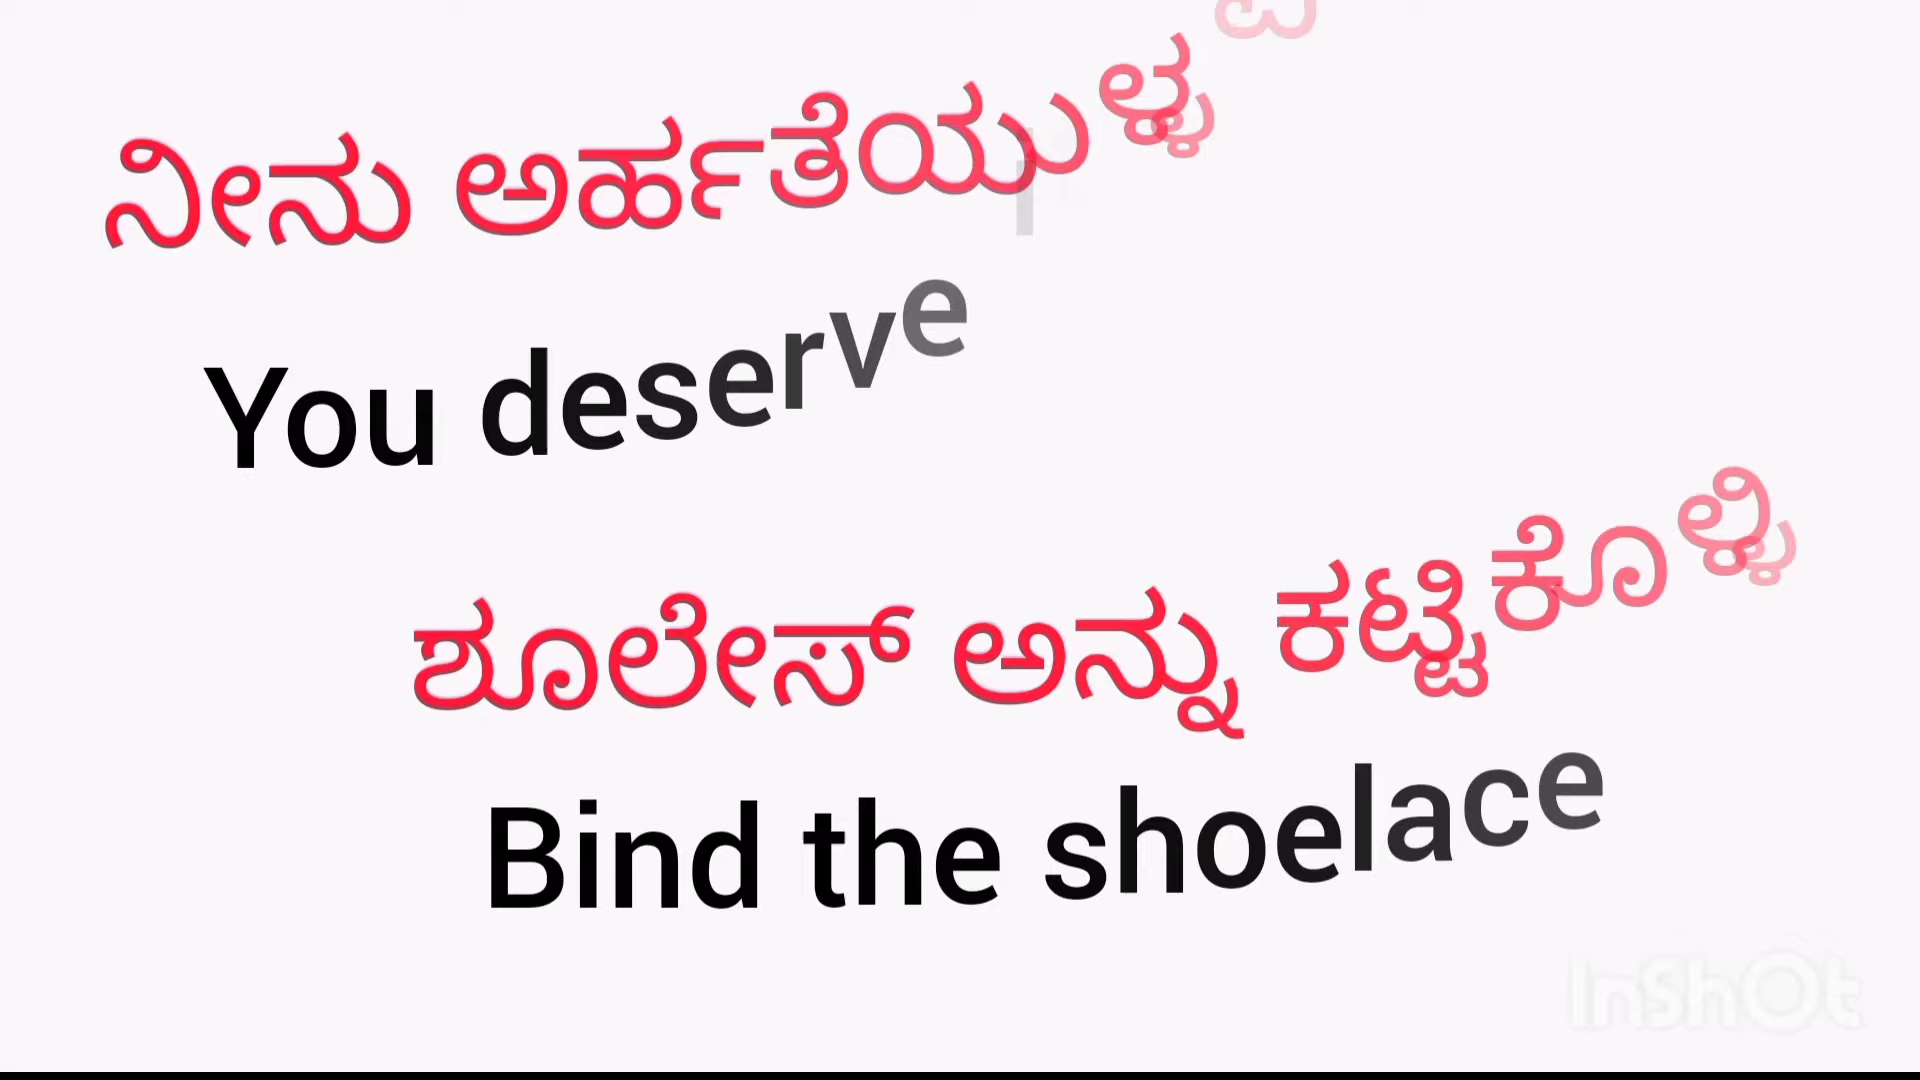 ನೀನು ಅರ್ಹತೆಯುಳ್ಳ
You deserve
ಶೂಲೇಸ್ ಅನ್ನು ಕಟ್ಟಿಕೊಳ್ಳಿ
Bind the shoelace
InShOt